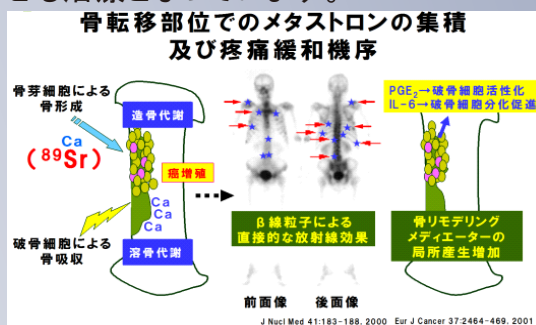 骨転移部位でのメタストロンの集積
及び疼痛緩和機序
骨芽細胞による
骨形成
Ca
(⁸⁹Sr)
造骨代謝
癌増殖
Ca
Ca
Ca
破骨細胞による
骨吸収
溶骨代謝
β線粒子による
直接的な放射線効果
前面像
後面像
PGE₂→破骨細胞活性化
IL-6→破骨細胞分化促進
骨リモデリング
メディエーターの
局所産生増加
J Nucl Med 41:183-188, 2000 Eur J Cancer 37:2464-469, 2001